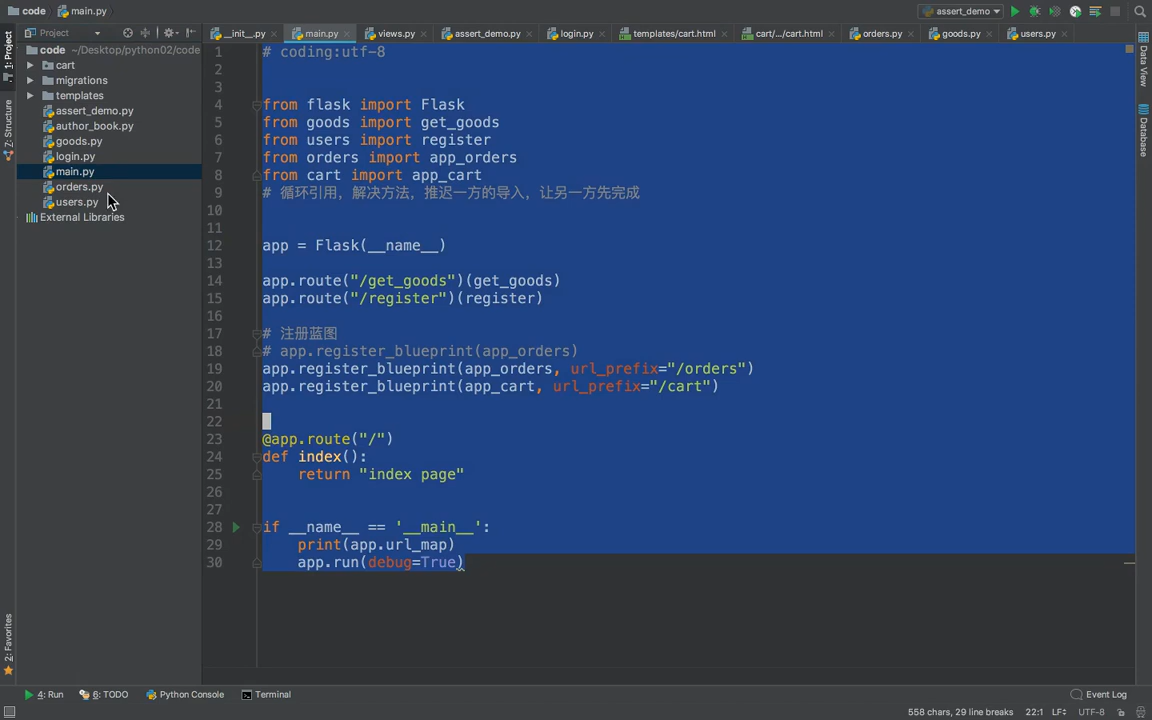 code main.py
assert_demo
Project
__init__.py
main.py
views.py
assert_demo.py
login.py
templates/cart.html
cart/.../cart.html
orders.py
goods.py
users.py
1: Project
Z: Structure
2: Favorites
code ~/Desktop/python02/code
cart
migrations
templates
assert_demo.py
author_book.py
goods.py
login.py
main.py
orders.py
users.py
External Libraries
1 # coding:utf-8
2
3
4 from flask import Flask
5 from goods import get_goods
6 from users import register
7 from orders import app_orders
8 from cart import app_cart
9 # 循环引用，解决方法，推迟一方的导入，让另一方先完成
10
11
12 app = Flask(__name__)
13
14 app.route("/get_goods")(get_goods)
15 app.route("/register")(register)
16
17 # 注册蓝图
18 # app.register_blueprint(app_orders)
19 app.register_blueprint(app_orders, url_prefix="/orders")
20 app.register_blueprint(app_cart, url_prefix="/cart")
21
22
23 @app.route("/")
24 def index():
25 return "index page"
26
27
28 if __name__ == '__main__':
29 print(app.url_map)
30 app.run(debug=True)
Data View
Database
4: Run
6: TODO
Python Console
Terminal
Event Log
558 chars, 29 line breaks 22:1 LF UTF-8